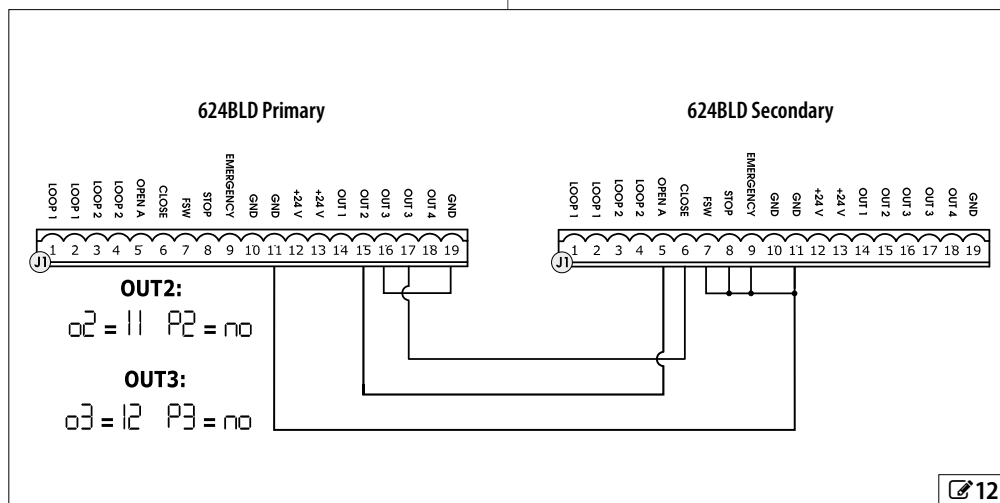 624BLD Primary
624BLD Secondary
LOOP 1 LOOP 1 LOOP 2 LOOP 2 OPEN A CLOSE FSW STOP EMERGENCY GND GND +24 V +24 V OUT 1 OUT 2 OUT 3 OUT 3 OUT 4 GND
LOOP 1 LOOP 1 LOOP 2 LOOP 2 OPEN A CLOSE FSW STOP EMERGENCY GND GND +24 V +24 V OUT 1 OUT 2 OUT 3 OUT 3 OUT 4 GND
1 2 3 4 5 6 7 8 9 10 11 12 13 14 15 16 17 18 19
1 2 3 4 5 6 7 8 9 10 11 12 13 14 15 16 17 18 19
J1
J1
OUT2:
o2 = 11 P2 = no
OUT3:
o3 = 12 P3 = no
12